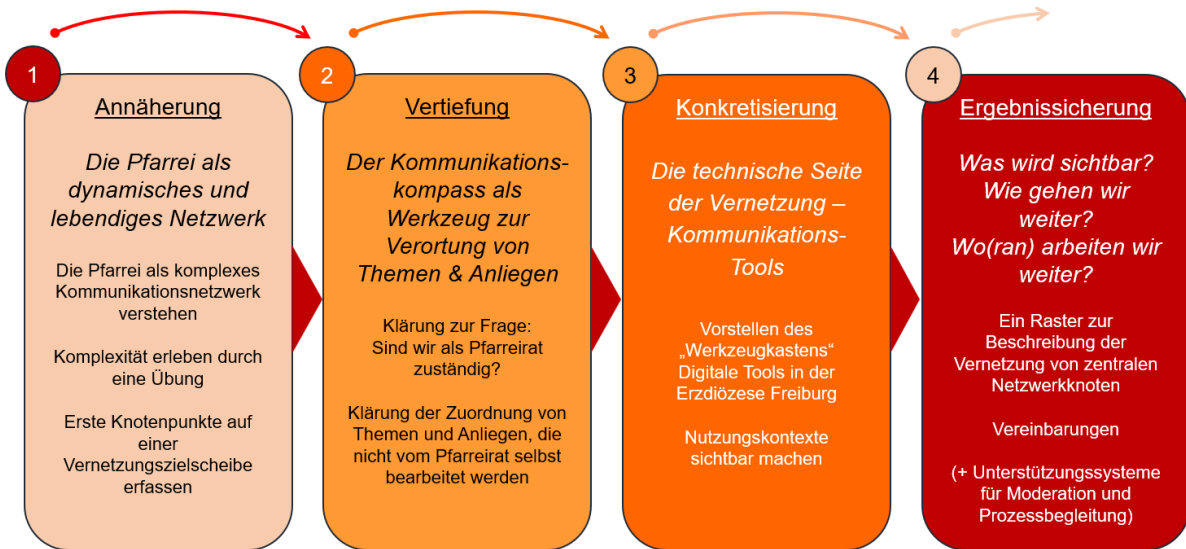 1
Annäherung
Die Pfarrei als
dynamisches und
lebendiges Netzwerk
Die Pfarrei als komplexes
Kommunikationsnetzwerk
verstehen
Komplexität erleben durch
eine Übung
Erste Knotenpunkte auf
einer
Vernetzungszielscheibe
erfassen
2
Vertiefung
Der Kommunikations-
kompass als
Werkzeug zur
Verortung von
Themen & Anliegen
Klärung zur Frage:
Sind wir als Pfarreirat
zuständig?
Klärung der Zuordnung von
Themen und Anliegen, die
nicht vom Pfarreirat selbst
bearbeitet werden
3
Konkretisierung
Die technische Seite
der Vernetzung –
Kommunikations-
Tools
Vorstellen des
„Werkzeugkastens“
Digitale Tools in der
Erzdiözese Freiburg
Nutzungskontexte
sichtbar machen
4
Ergebnissicherung
Was wird sichtbar?
Wie gehen wir
weiter?
Wo(ran) arbeiten wir
weiter?
Ein Raster zur
Beschreibung der
Vernetzung von zentralen
Netzwerkknoten
Vereinbarungen
(+ Unterstützungssysteme
für Moderation und
Prozessbegleitung)